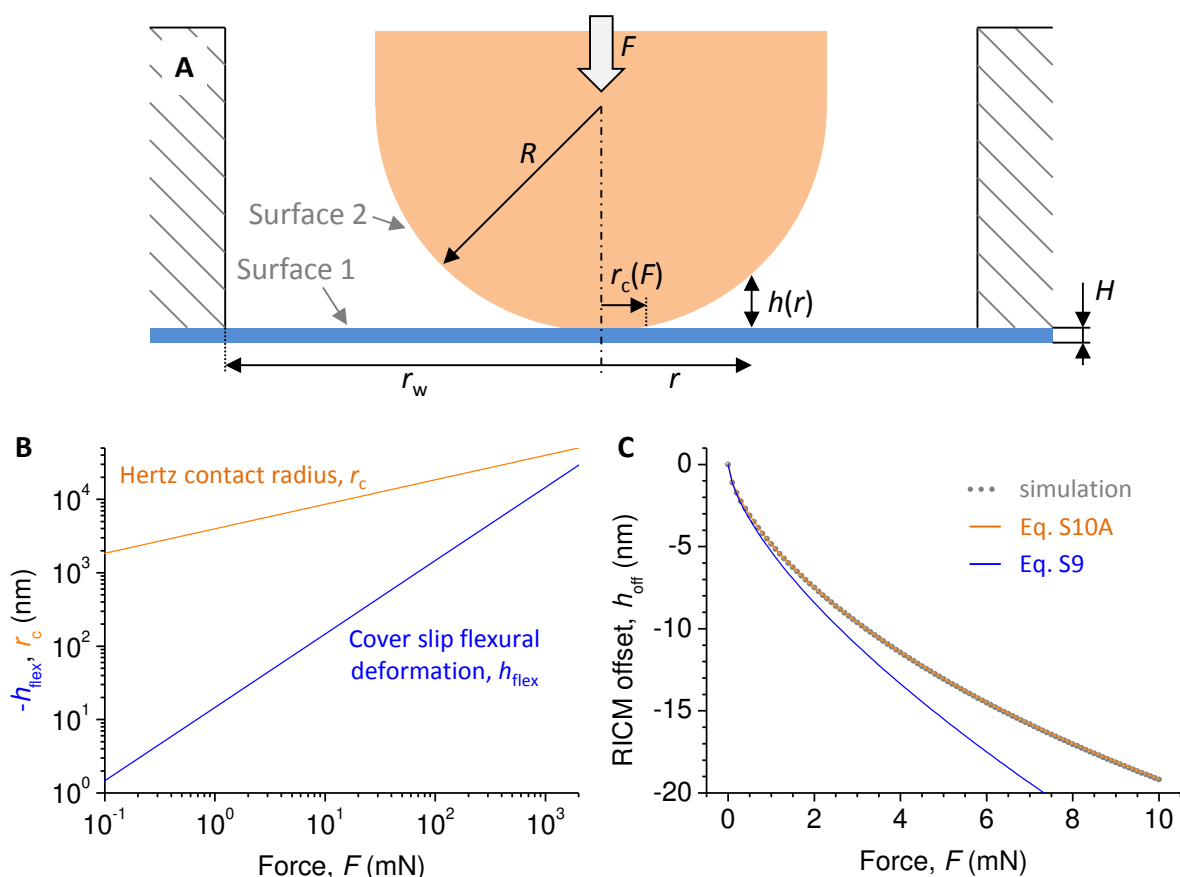 A
F
R
Surface 2
Surface 1
r_c(F)
h(r)
H
r_w
r
B
Hertz contact radius, r_c
Cover slip flexural
deformation, h_flex
-h_flex, r_c (nm)
10^4
10^3
10^2
10^1
10^0
10^-1 10^0 10^1 10^2 10^3
Force, F (mN)
C
simulation
Eq. S10A
Eq. S9
RICM offset, h_off (nm)
0
-5
-10
-15
-20
0 2 4 6 8 10
Force, F (mN)